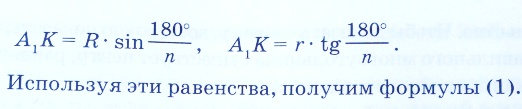 A₁K = R · sin 180°/n, A₁K = r · tg 180°/n.
Используя эти равенства, получим формулы (1).